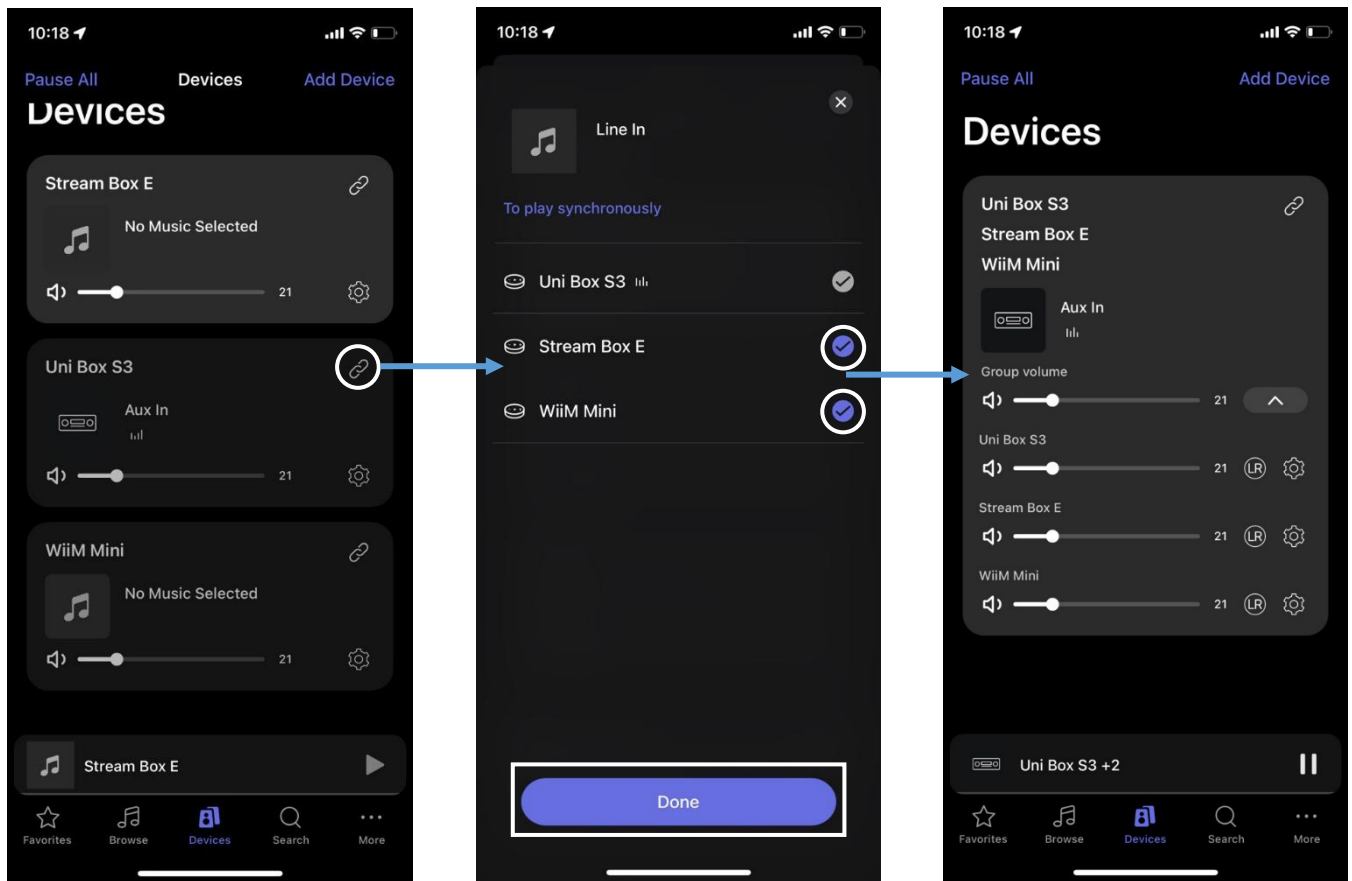 10:18
Pause All Devices Add Device
Devices
Stream Box E
No Music Selected
21
Uni Box S3
Aux In
21
WiiM Mini
No Music Selected
21
Stream Box E
Favorites Browse Devices Search More
10:18
Line In
To play synchronously
Uni Box S3
Stream Box E
WiiM Mini
Done
10:18
Pause All Add Device
Devices
Uni Box S3
Stream Box E
WiiM Mini
Aux In
Group volume
21
Uni Box S3
21 LR
Stream Box E
21 LR
WiiM Mini
21 LR
Uni Box S3 +2
Favorites Browse Devices Search More